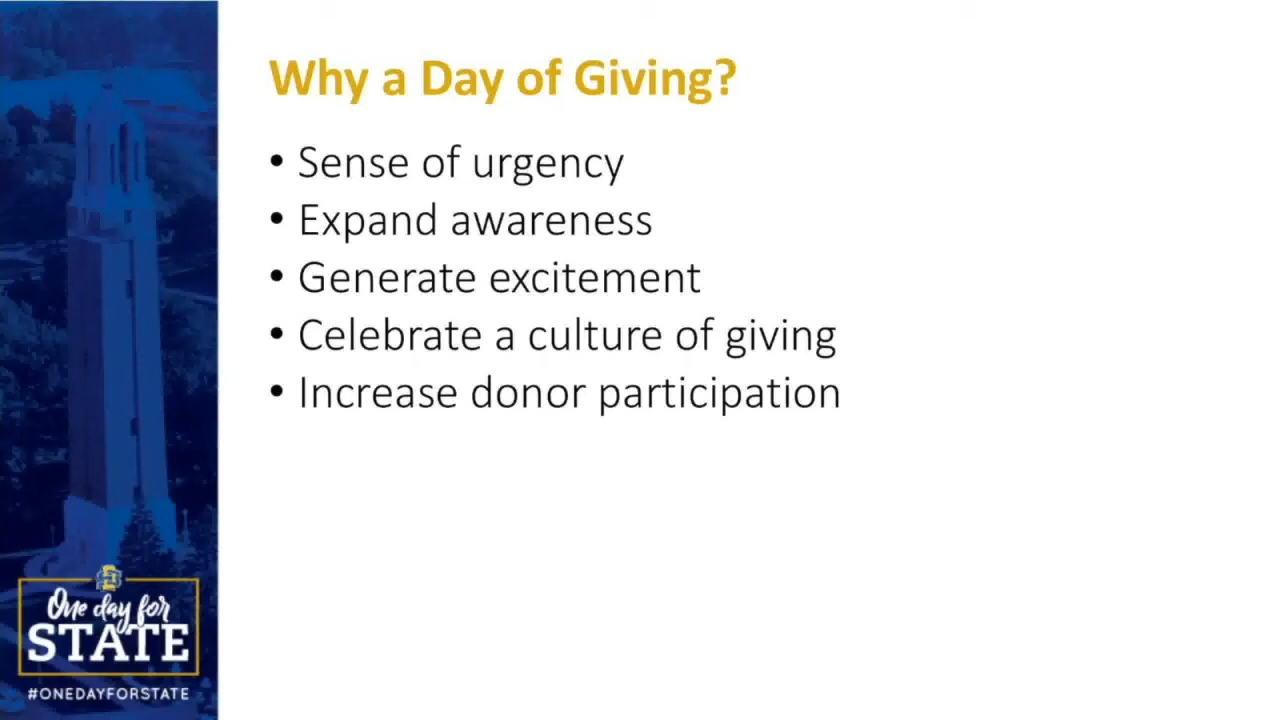 Why a Day of Giving?
• Sense of urgency
• Expand awareness
• Generate excitement
• Celebrate a culture of giving
• Increase donor participation
One day for
STATE
#ONEDAYFORSTATE